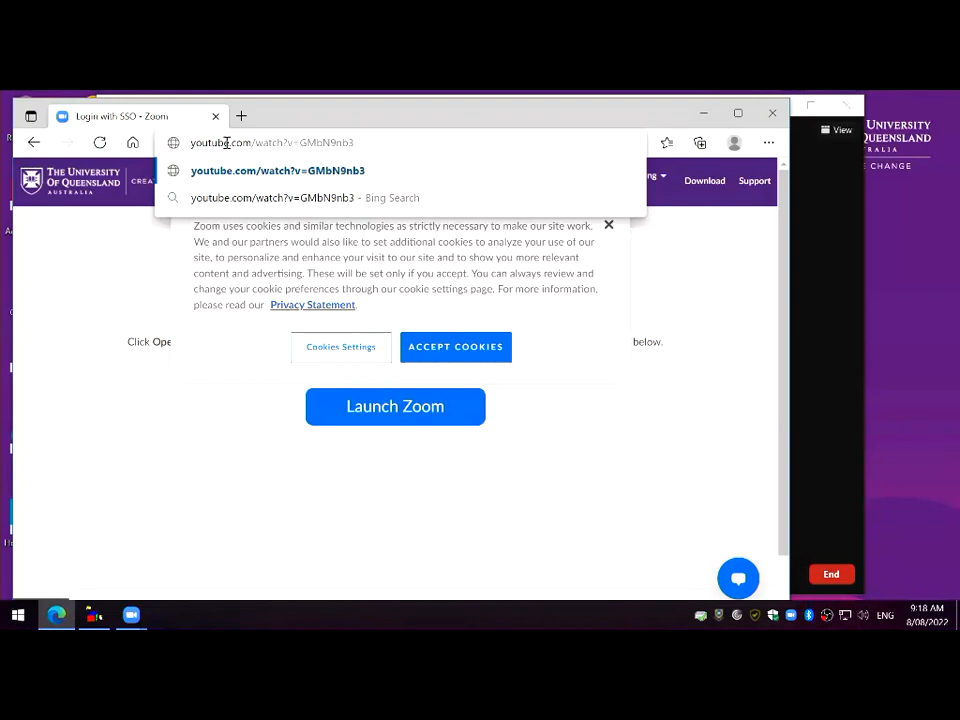 Login with SSO - Zoom
youtube.com/watch?v=GMbN9nb3
View
youtube.com/watch?v=GMbN9nb3
youtube.com/watch?v=GMbN9nb3 - Bing Search
THE UNIVERSITY
OF QUEENSLAND
AUSTRALIA
CREA
Download
Support
UNIVERSITY
QUEENSLAND
CHANGE
Zoom uses cookies and similar technologies as strictly necessary to make our site work.
We and our partners would also like to set additional cookies to analyze your use of our
site, to personalize and enhance your visit to our site and to show you more relevant
content and advertising. These will be set only if you accept. You can always review and
change your cookie preferences through our cookie settings page. For more information,
please read our Privacy Statement.
Click Ope
below.
Cookies Settings
ACCEPT COOKIES
Launch Zoom
End
ENG
9:18 AM
8/08/2022